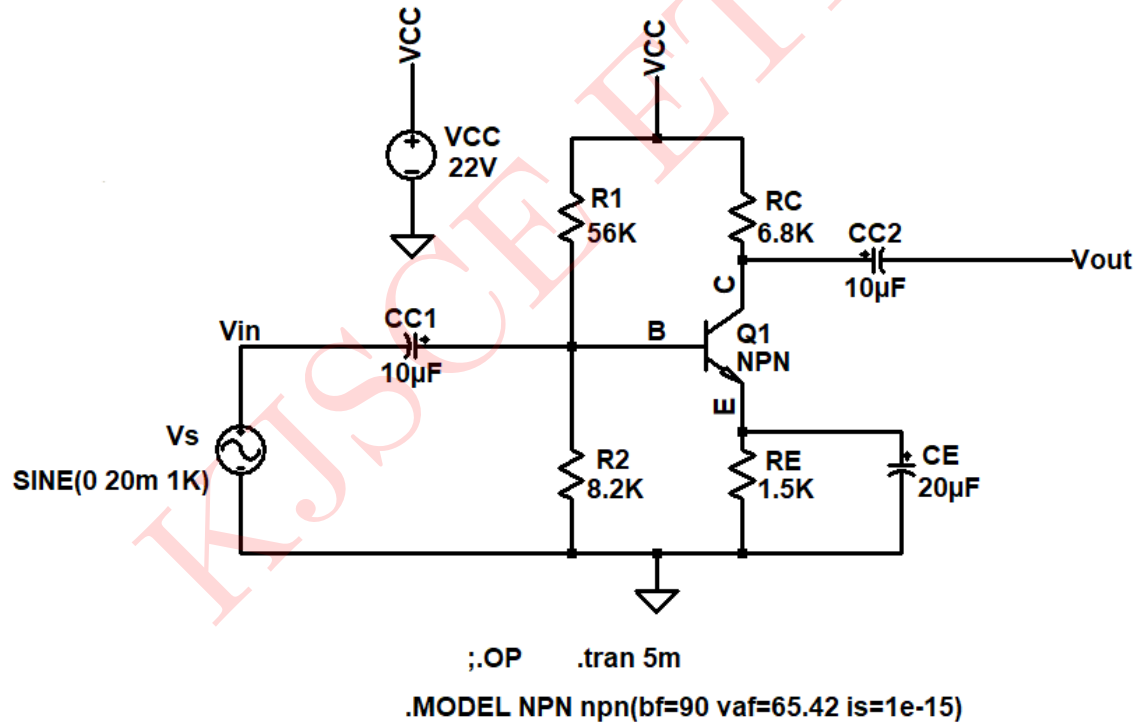 VCC
VCC
VCC
22V
R1
56K
RC
6.8K
CC2
10µF
Vout
C
Vin
CC1
10µF
B
Q1
NPN
E
Vs
SINE(0 20m 1K)
R2
8.2K
RE
1.5K
CE
20µF
;.OP .tran 5m
.MODEL NPN npn(bf=90 vaf=65.42 is=1e-15)
KJSCE ET